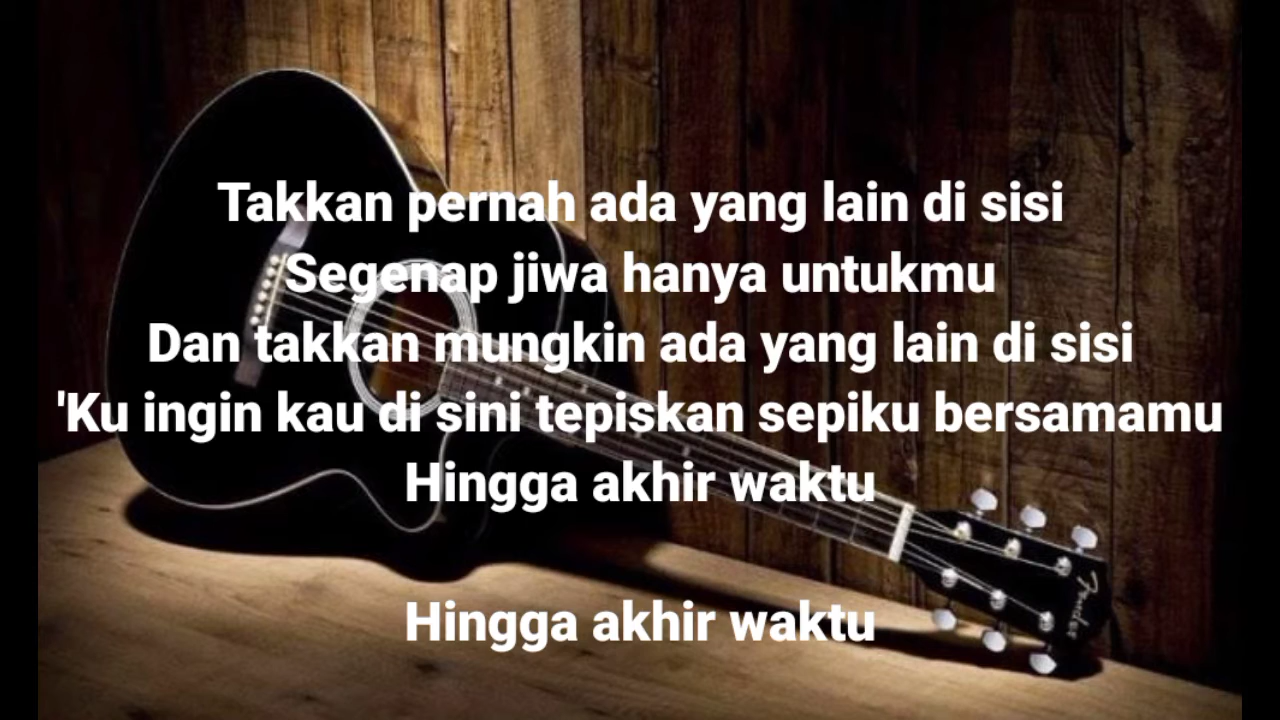 Takkan pernah ada yang lain di sisi
Segenap jiwa hanya untukmu
Dan takkan mungkin ada yang lain di sisi
'Ku ingin kau di sini tepiskan sepiku bersamamu
Hingga akhir waktu
Hingga akhir waktu
Fender